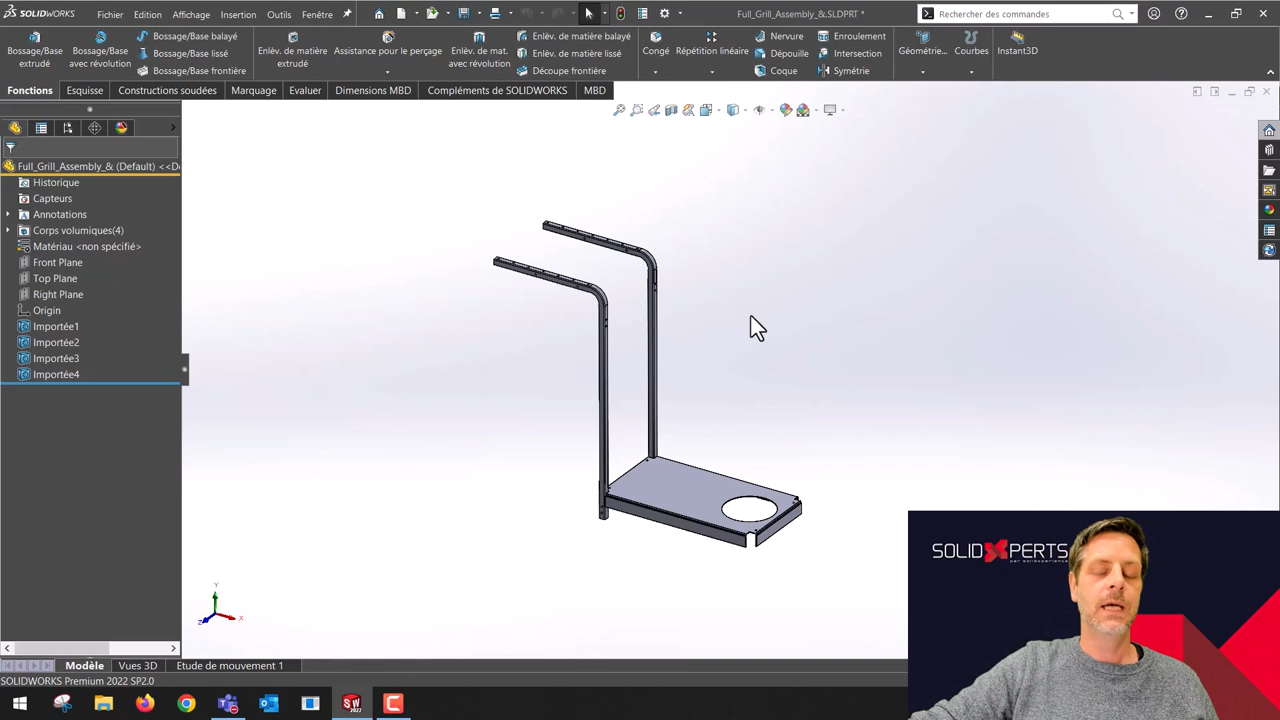 SOLIDWORKS
Fichier Edition Affichage Insertion Outils Fenêtre
Full_Grill_Assembly_&.SLDPRT *
Rechercher des commandes
Bossage/Base extrudé
Bossage/Base avec révolution
Bossage/Base balayé
Bossage/Base lissé
Bossage/Base frontière
Enlèv. de matière extrudé
Assistance pour le perçage
Enlèv. de mat. avec révolution
Enlèv. de matière balayé
Enlèv. de matière lissé
Découpe frontière
Congé
Répétition linéaire
Nervure
Dépouille
Coque
Enroulement
Intersection
Symétrie
Géométrie...
Courbes
Instant3D
Fonctions Esquisse Constructions soudées Marquage Evaluer Dimensions MBD Compléments de SOLIDWORKS MBD
Full_Grill_Assembly_& (Default) <<D
Historique
Capteurs
Annotations
Corps volumiques(4)
Matériau <non spécifié>
Front Plane
Top Plane
Right Plane
Origin
Importée1
Importée2
Importée3
Importée4
Y
X
Z
Modèle Vues 3D Etude de mouvement 1
SOLIDWORKS Premium 2022 SP2.0
SW
2022
SOLIDXPERTS
par solidxperience